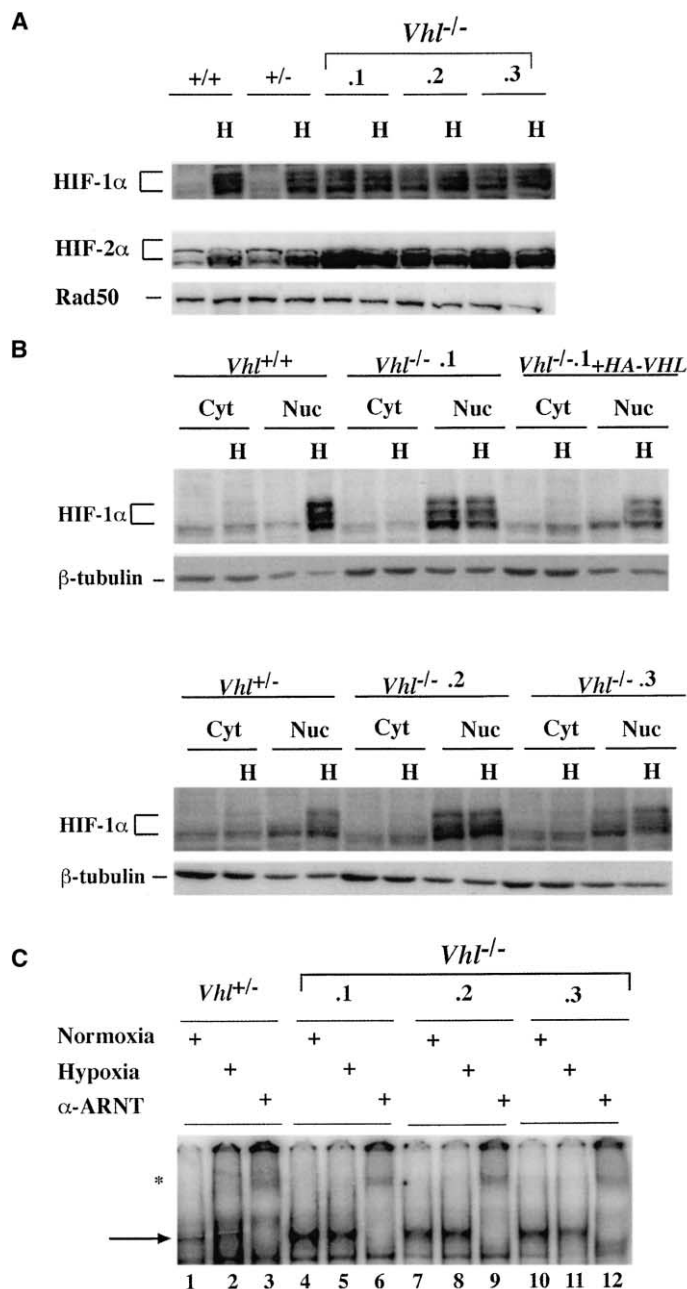 A
Vhl-/-
+/+ +/- .1 .2 .3
H H H H H
HIF-1α
HIF-2α
Rad50
B
Vhl+/+ Vhl-/- .1 Vhl-/-.1+HA-VHL
Cyt Nuc Cyt Nuc Cyt Nuc
H H H H H H
HIF-1α
β-tubulin
Vhl+/- Vhl-/- .2 Vhl-/- .3
Cyt Nuc Cyt Nuc Cyt Nuc
H H H H H H
HIF-1α
β-tubulin
C
Vhl-/-
Vhl+/- .1 .2 .3
Normoxia + + + +
Hypoxia + + + +
α-ARNT + + + +
*
1 2 3 4 5 6 7 8 9 10 11 12